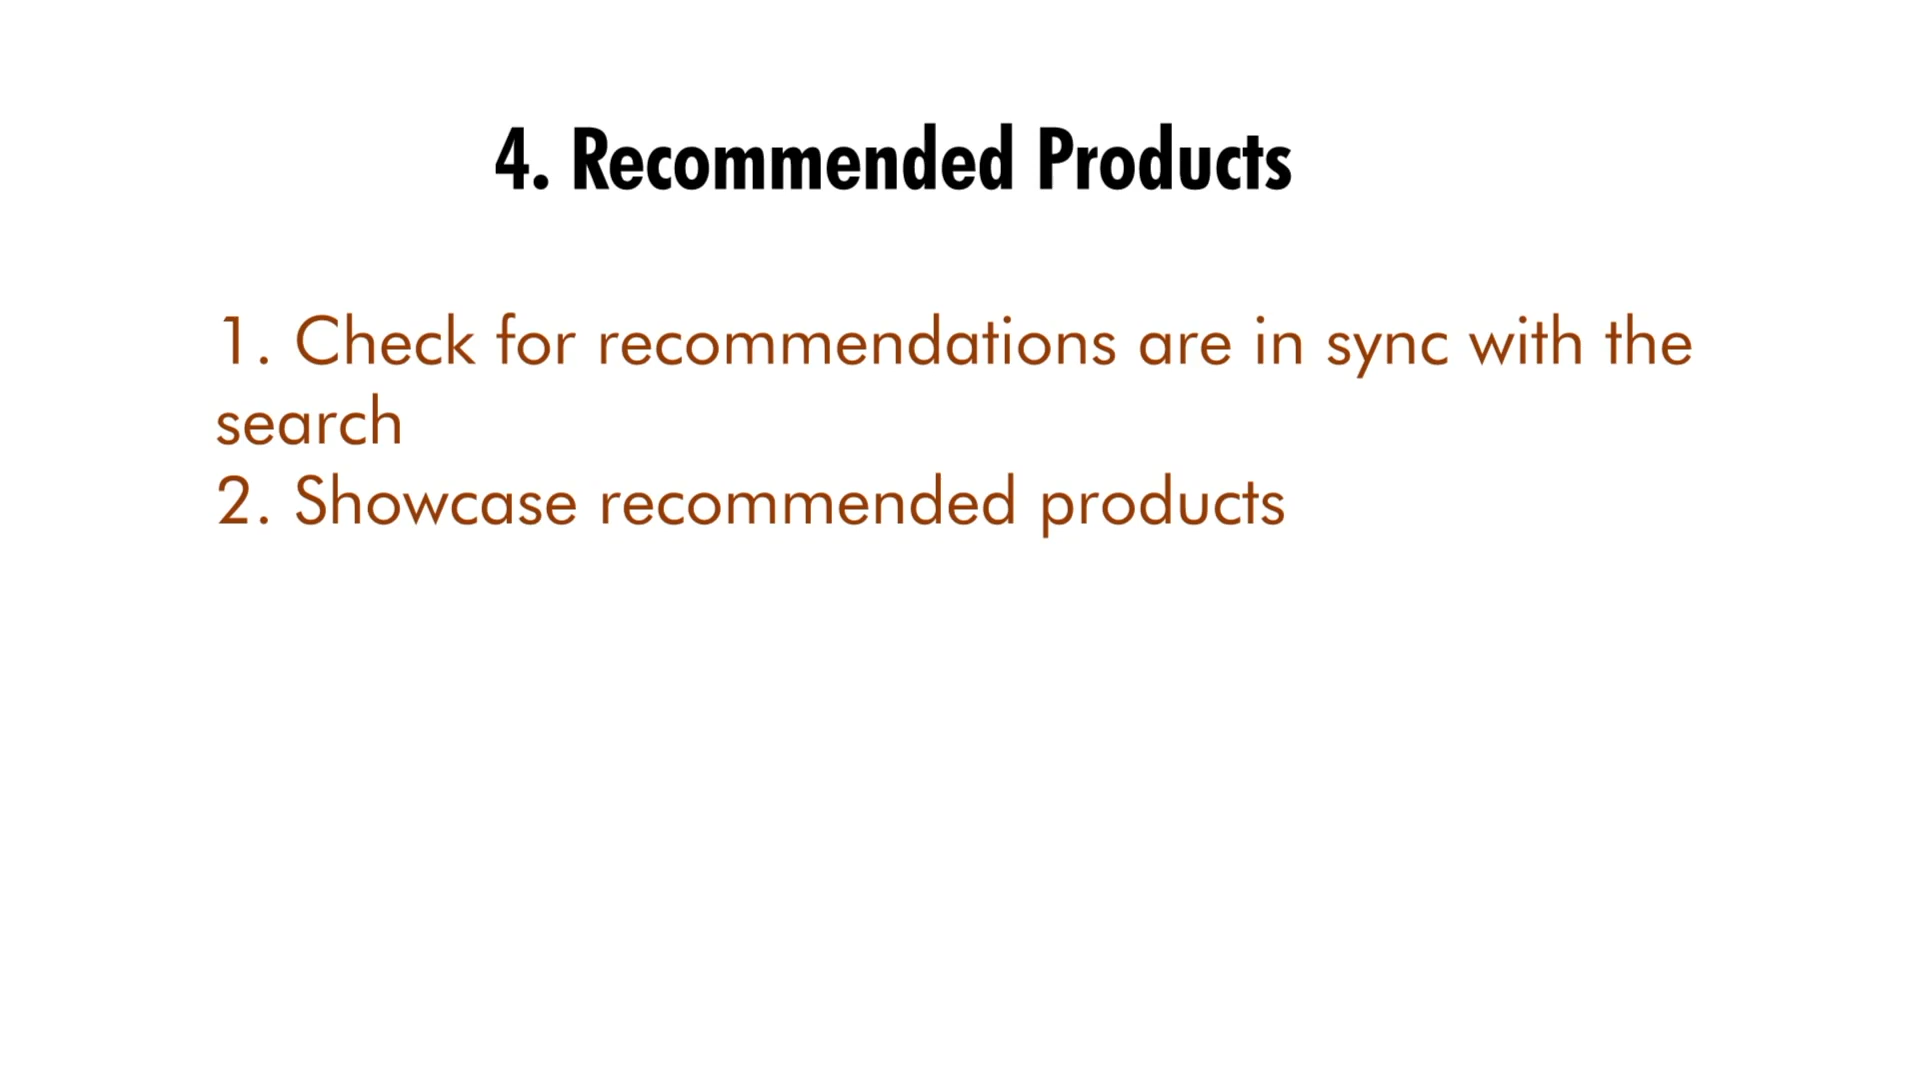 4. Recommended Products
1. Check for recommendations are in sync with the
search
2. Showcase recommended products